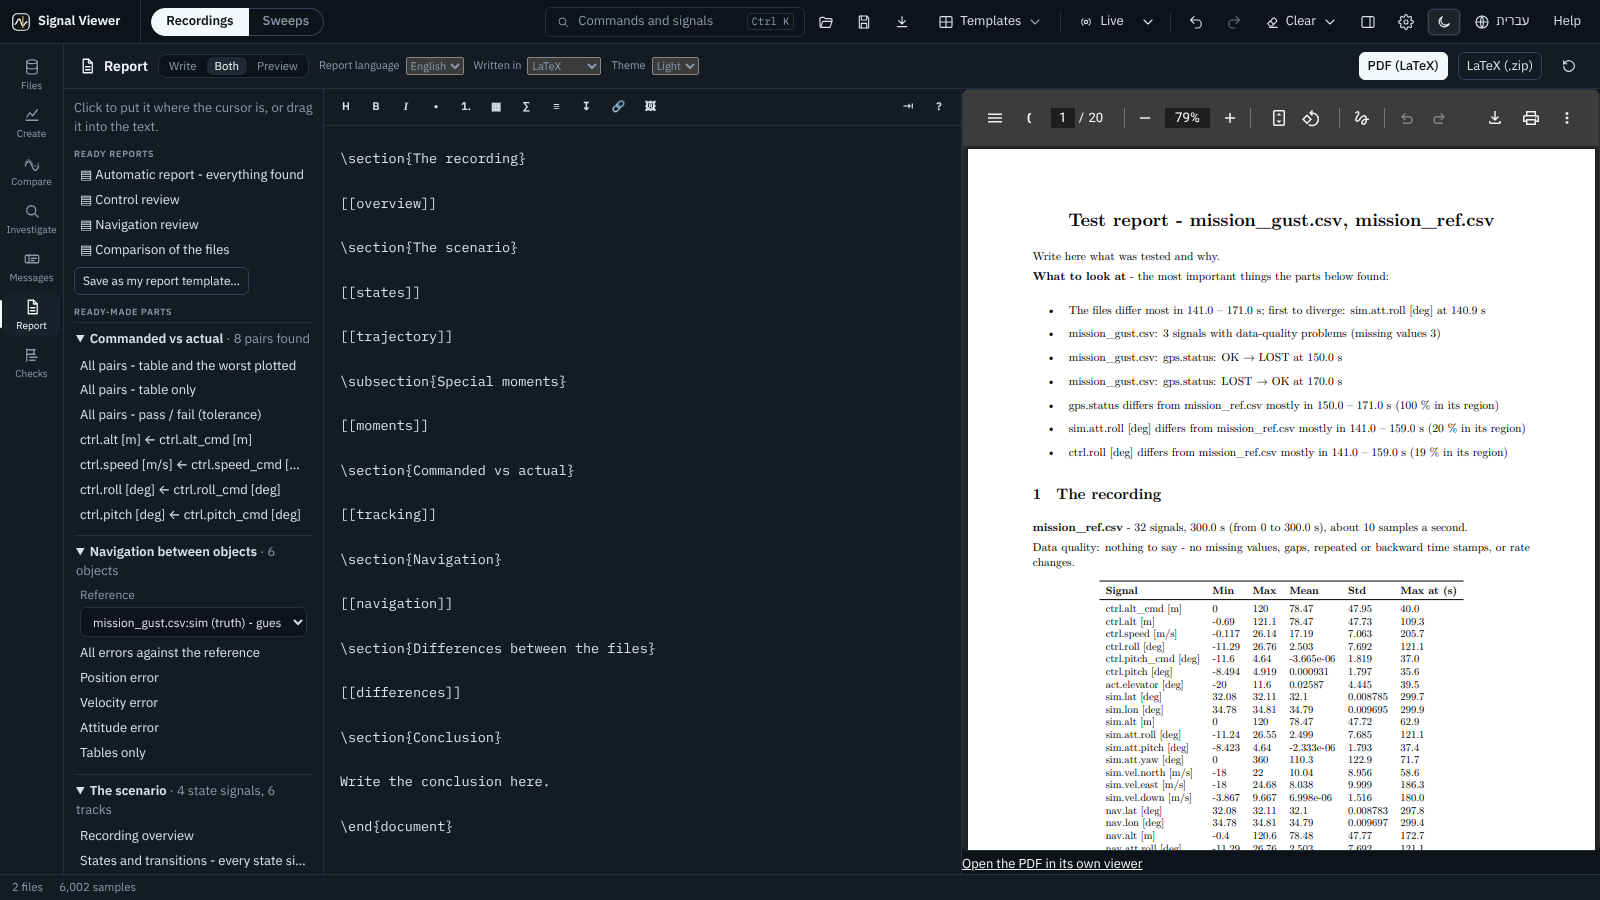 Signal Viewer
Recordings
Sweeps
Commands and signals
Ctrl K
Templates
Live
Clear
עברית
Help
Files
Create
Compare
Investigate
Messages
Report
Checks
Report
Write
Both
Preview
Report language
English
Written in
LaTeX
Theme
Light
PDF (LaTeX)
LaTeX (.zip)
Click to put it where the cursor is, or drag
it into the text.
READY REPORTS
Automatic report - everything found
Control review
Navigation review
Comparison of the files
Save as my report template...
READY-MADE PARTS
▼ Commanded vs actual · 8 pairs found
All pairs - table and the worst plotted
All pairs - table only
All pairs - pass / fail (tolerance)
ctrl.alt [m] ← ctrl.alt_cmd [m]
ctrl.speed [m/s] ← ctrl.speed_cmd [...
ctrl.roll [deg] ← ctrl.roll_cmd [deg]
ctrl.pitch [deg] ← ctrl.pitch_cmd [deg]
▼ Navigation between objects · 6
objects
Reference
mission_gust.csv:sim (truth) - gues
All errors against the reference
Position error
Velocity error
Attitude error
Tables only
▼ The scenario · 4 state signals, 6
tracks
Recording overview
States and transitions - every state si...
H B I • 1. Σ ≡ ?
\section{The recording}
[[overview]]
\section{The scenario}
[[states]]
[[trajectory]]
\subsection{Special moments}
[[moments]]
\section{Commanded vs actual}
[[tracking]]
\section{Navigation}
[[navigation]]
\section{Differences between the files}
[[differences]]
\section{Conclusion}
Write the conclusion here.
\end{document}
1 / 20
79%
Test report - mission_gust.csv, mission_ref.csv
Write here what was tested and why.
What to look at - the most important things the parts below found:
• The files differ most in 141.0 – 171.0 s; first to diverge: sim.att.roll [deg] at 140.9 s
• mission_gust.csv: 3 signals with data-quality problems (missing values 3)
• mission_gust.csv: gps.status: OK → LOST at 150.0 s
• mission_gust.csv: gps.status: LOST → OK at 170.0 s
• gps.status differs from mission_ref.csv mostly in 150.0 – 171.0 s (100 % in its region)
• sim.att.roll [deg] differs from mission_ref.csv mostly in 141.0 – 159.0 s (20 % in its region)
• ctrl.roll [deg] differs from mission_ref.csv mostly in 141.0 – 159.0 s (19 % in its region)
1 The recording
mission_ref.csv - 32 signals, 300.0 s (from 0 to 300.0 s), about 10 samples a second.
Data quality: nothing to say - no missing values, gaps, repeated or backward time stamps, or rate
changes.
Signal Min Max Mean Std Max at (s)
ctrl.alt_cmd [m] 0 120 78.47 47.95 40.0
ctrl.alt [m] -0.69 121.1 78.47 47.73 109.3
ctrl.speed [m/s] -0.117 26.14 17.19 7.063 205.7
ctrl.roll [deg] -11.29 26.76 2.503 7.692 121.1
ctrl.pitch_cmd [deg] -11.6 4.64 -3.665e-06 1.819 37.0
ctrl.pitch [deg] -8.494 4.919 0.000931 1.797 35.6
act.elevator [deg] -20 11.6 0.02587 4.445 39.5
sim.lat [deg] 32.08 32.11 32.1 0.008785 299.7
sim.lon [deg] 34.78 34.81 34.79 0.009695 299.9
sim.alt [m] 0 120 78.47 47.72 62.9
sim.att.roll [deg] -11.24 26.55 2.499 7.685 121.1
sim.att.pitch [deg] -8.423 4.64 -2.333e-06 1.793 37.4
sim.att.yaw [deg] 0 360 110.3 122.9 71.7
sim.vel.north [m/s] -18 22 10.04 8.956 58.6
sim.vel.east [m/s] -18 24.68 8.038 9.999 186.3
sim.vel.down [m/s] -3.867 9.667 6.998e-06 1.516 180.0
nav.lat [deg] 32.08 32.11 32.1 0.008783 297.8
nav.lon [deg] 34.78 34.81 34.79 0.009697 299.4
nav.alt [m] -0.4 120.6 78.48 47.77 172.7
nav.att.roll [deg] -11.29 26.76 2.503 7.692 121.1
Open the PDF in its own viewer
2 files
6,002 samples